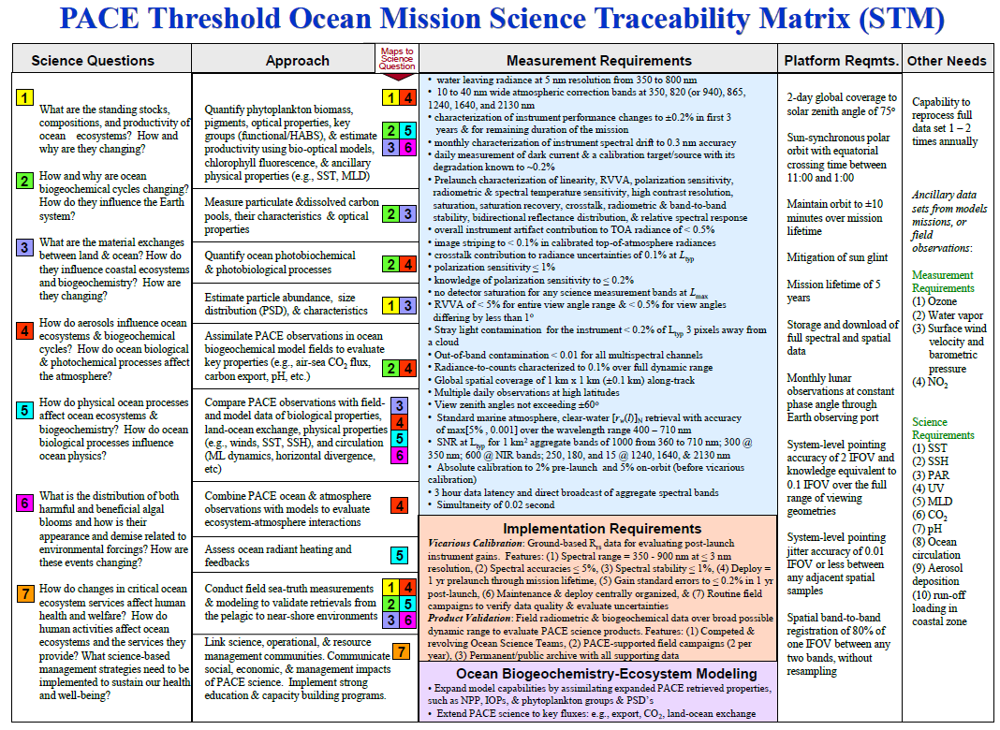 PACE Threshold Ocean Mission Science Traceability Matrix (STM)
Science Questions
Approach
Maps to
Science
Question
Measurement Requirements
Platform Reqmts.
Other Needs
1
What are the standing stocks,
compositions, and productivity of
ocean ecosystems? How and
why are they changing?
2
How and why are ocean
biogeochemical cycles changing?
How do they influence the Earth
system?
3
What are the material exchanges
between land & ocean? How do
they influence coastal ecosystems
and biogeochemistry? How are
they changing?
4
How do aerosols influence ocean
ecosystems & biogeochemical
cycles? How do ocean biological
& photochemical processes affect
the atmosphere?
5
How do physical ocean processes
affect ocean ecosystems &
biogeochemistry? How do ocean
biological processes influence
ocean physics?
6
What is the distribution of both
harmful and beneficial algal
blooms and how is their
appearance and demise related to
environmental forcings? How are
these events changing?
7
How do changes in critical ocean
ecosystem services affect human
health and welfare? How do
human activities affect ocean
ecosystems and the services they
provide? What science-based
management strategies need to be
implemented to sustain our health
and well-being?
Quantify phytoplankton biomass,
pigments, optical properties, key
groups (functional/HABS), & estimate
productivity using bio-optical models,
chlorophyll fluorescence, & ancillary
physical properties (e.g., SST, MLD)
1 4
2 5
3 6
Measure particulate &dissolved carbon
pools, their characteristics & optical
properties
2 3
Quantify ocean photobiochemical
& photobiological processes
2 4
Estimate particle abundance, size
distribution (PSD), & characteristics
1 3
Assimilate PACE observations in ocean
biogeochemical model fields to evaluate
key properties (e.g., air-sea CO2 flux,
carbon export, pH, etc.)
2 4
Compare PACE observations with field-
and model data of biological properties,
land-ocean exchange, physical properties
(e.g., winds, SST, SSH), and circulation
(ML dynamics, horizontal divergence,
etc)
3
4
5
6
Combine PACE ocean & atmosphere
observations with models to evaluate
ecosystem-atmosphere interactions
4
Assess ocean radiant heating and
feedbacks
5
Conduct field sea-truth measurements
& modeling to validate retrievals from
the pelagic to near-shore environments
1 4
2 5
3 6
Link science, operational, & resource
management communities. Communicate
social, economic, & management impacts
of PACE science. Implement strong
education & capacity building programs.
7
• water leaving radiance at 5 nm resolution from 350 to 800 nm
• 10 to 40 nm wide atmospheric correction bands at 350, 820 (or 940), 865,
1240, 1640, and 2130 nm
• characterization of instrument performance changes to ±0.2% in first 3
years & for remaining duration of the mission
• monthly characterization of instrument spectral drift to 0.3 nm accuracy
• daily measurement of dark current & a calibration target/source with its
degradation known to ~0.2%
• Prelaunch characterization of linearity, RVVA, polarization sensitivity,
radiometric & spectral temperature sensitivity, high contrast resolution,
saturation, saturation recovery, crosstalk, radiometric & band-to-band
stability, bidirectional reflectance distribution, & relative spectral response
• overall instrument artifact contribution to TOA radiance of < 0.5%
• image striping to < 0.1% in calibrated top-of-atmosphere radiances
• crosstalk contribution to radiance uncertainties of 0.1% at Ltyp
• polarization sensitivity ≤ 1%
• knowledge of polarization sensitivity to ≤ 0.2%
• no detector saturation for any science measurement bands at Lmax
• RVVA of < 5% for entire view angle range & < 0.5% for view angles
differing by less than 1°
• Stray light contamination for the instrument < 0.2% of Ltyp 3 pixels away from
a cloud
• Out-of-band contamination < 0.01 for all multispectral channels
• Radiance-to-counts characterized to 0.1% over full dynamic range
• Global spatial coverage of 1 km x 1 km (±0.1 km) along-track
• Multiple daily observations at high latitudes
• View zenith angles not exceeding ±60°
• Standard marine atmosphere, clear-water [rw(l)]N retrieval with accuracy
of max[5% , 0.001] over the wavelength range 400 – 710 nm
• SNR at Ltyp for 1 km2 aggregate bands of 1000 from 360 to 710 nm; 300 @
350 nm; 600 @ NIR bands; 250, 180, and 15 @ 1240, 1640, & 2130 nm
• Absolute calibration to 2% pre-launch and 5% on-orbit (before vicarious
calibration)
• 3 hour data latency and direct broadcast of aggregate spectral bands
• Simultaneity of 0.02 second
Implementation Requirements
Vicarious Calibration: Ground-based Rrs data for evaluating post-launch
instrument gains. Features: (1) Spectral range = 350 - 900 nm at ≤ 3 nm
resolution, (2) Spectral accuracies ≤ 5%, (3) Spectral stability ≤ 1%, (4) Deploy =
1 yr prelaunch through mission lifetime, (5) Gain standard errors to ≤ 0.2% in 1 yr
post-launch, (6) Maintenance & deploy centrally organized, & (7) Routine field
campaigns to verify data quality & evaluate uncertainties
Product Validation: Field radiometric & biogeochemical data over broad possible
dynamic range to evaluate PACE science products. Features: (1) Competed &
revolving Ocean Science Teams, (2) PACE-supported field campaigns (2 per
year), (3) Permanent/public archive with all supporting data
Ocean Biogeochemistry-Ecosystem Modeling
• Expand model capabilities by assimilating expanded PACE retrieved properties,
such as NPP, IOPs, & phytoplankton groups & PSD's
• Extend PACE science to key fluxes: e.g., export, CO2, land-ocean exchange
2-day global coverage to
solar zenith angle of 75°
Sun-synchronous polar
orbit with equatorial
crossing time between
11:00 and 1:00
Maintain orbit to ±10
minutes over mission
lifetime
Mitigation of sun glint
Mission lifetime of 5
years
Storage and download of
full spectral and spatial
data
Monthly lunar
observations at constant
phase angle through
Earth observing port
System-level pointing
accuracy of 2 IFOV and
knowledge equivalent to
0.1 IFOV over the full
range of viewing
geometries
System-level pointing
jitter accuracy of 0.01
IFOV or less between
any adjacent spatial
samples
Spatial band-to-band
registration of 80% of
one IFOV between any
two bands, without
resampling
Capability to
reprocess full
data set 1 – 2
times annually
Ancillary data
sets from models
missions, or
field
observations:
Measurement
Requirements
(1) Ozone
(2) Water vapor
(3) Surface wind
velocity and
barometric
pressure
(4) NO2
Science
Requirements
(1) SST
(2) SSH
(3) PAR
(4) UV
(5) MLD
(6) CO2
(7) pH
(8) Ocean
circulation
(9) Aerosol
deposition
(10) run-off
loading in
coastal zone